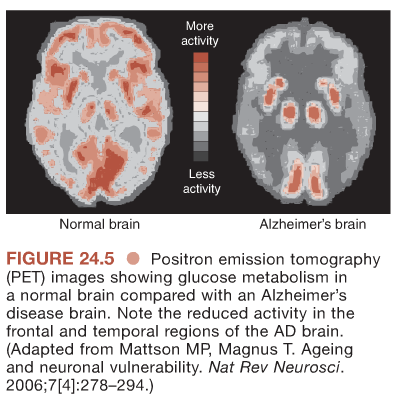 More
activity
Less
activity
Normal brain
Alzheimer's brain
FIGURE 24.5 ● Positron emission tomography
(PET) images showing glucose metabolism in
a normal brain compared with an Alzheimer's
disease brain. Note the reduced activity in the
frontal and temporal regions of the AD brain.
(Adapted from Mattson MP, Magnus T. Ageing
and neuronal vulnerability. Nat Rev Neurosci.
2006;7[4]:278–294.)